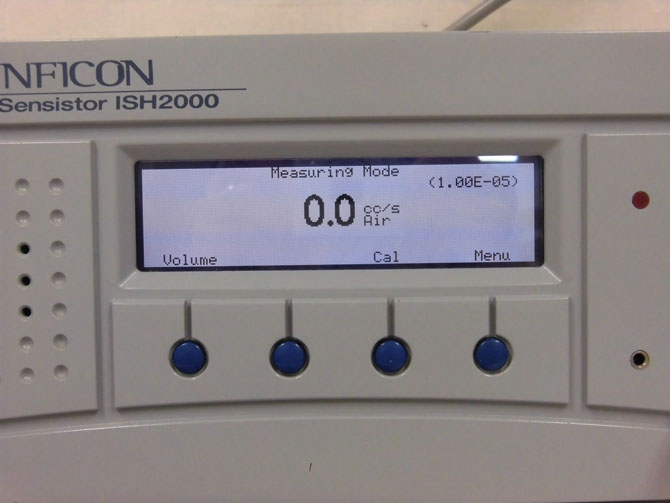 NFICON
Sensistor ISH2000
Measuring Mode
(1.00E-05)
0.0 cc/s
Air
Volume Cal Menu